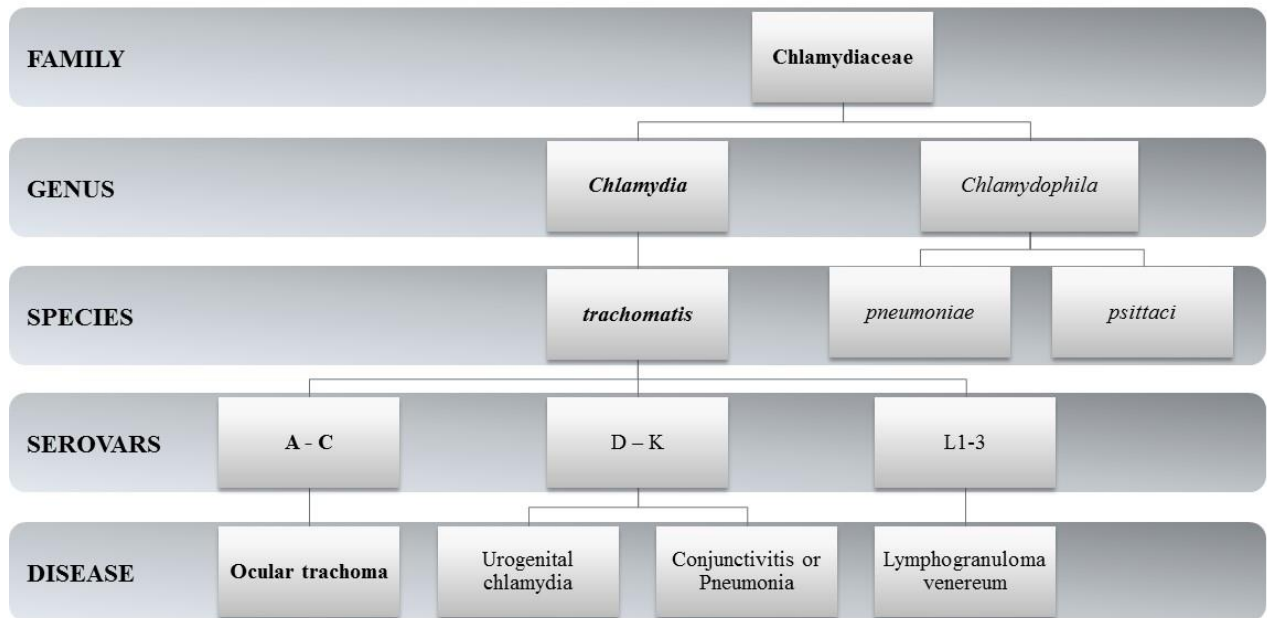 FAMILY
Chlamydiaceae
GENUS
Chlamydia
Chlamydophila
SPECIES
trachomatis
pneumoniae
psittaci
SEROVARS
A - C
D – K
L1-3
DISEASE
Ocular trachoma
Urogenital
chlamydia
Conjunctivitis or
Pneumonia
Lymphogranuloma
venereum